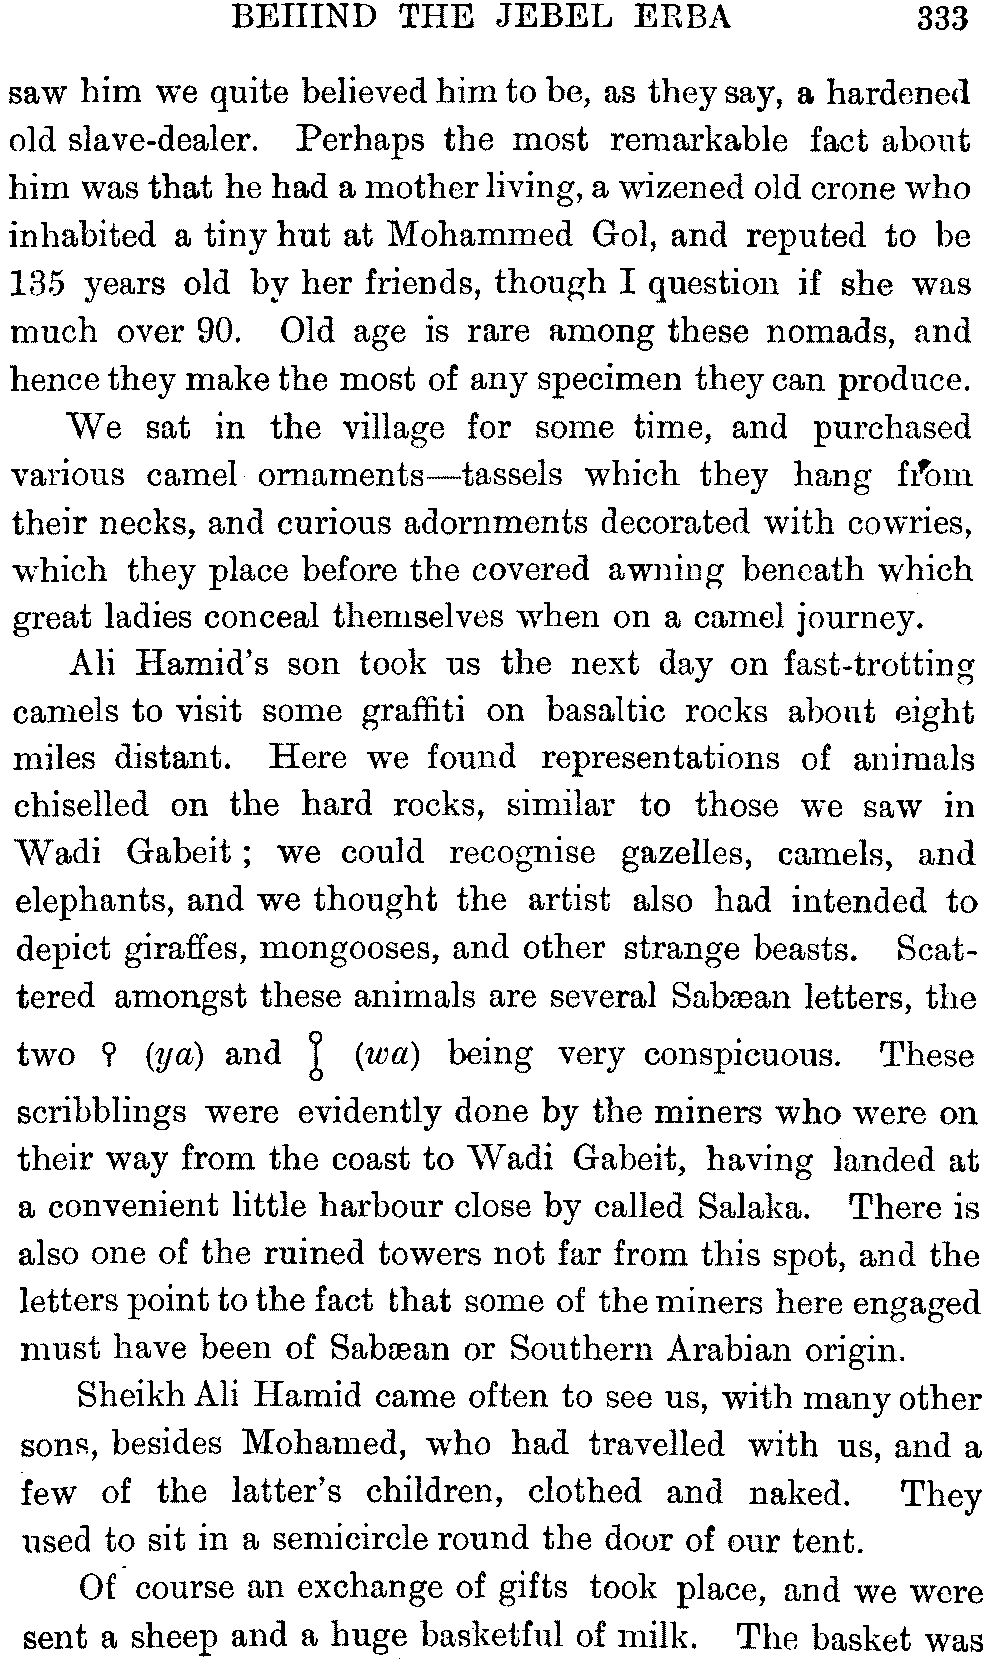 BEHIND THE JEBEL ERBA 333
saw him we quite believed him to be, as they say, a hardened
old slave-dealer. Perhaps the most remarkable fact about
him was that he had a mother living, a wizened old crone who
inhabited a tiny hut at Mohammed Gol, and reputed to be
135 years old by her friends, though I question if she was
much over 90. Old age is rare among these nomads, and
hence they make the most of any specimen they can produce.
We sat in the village for some time, and purchased
various camel ornaments—tassels which they hang from
their necks, and curious adornments decorated with cowries,
which they place before the covered awning beneath which
great ladies conceal themselves when on a camel journey.
Ali Hamid's son took us the next day on fast-trotting
camels to visit some graffiti on basaltic rocks about eight
miles distant. Here we found representations of animals
chiselled on the hard rocks, similar to those we saw in
Wadi Gabeit; we could recognise gazelles, camels, and
elephants, and we thought the artist also had intended to
depict giraffes, mongooses, and other strange beasts. Scat-
tered amongst these animals are several Sabæan letters, the
two 𐩺 (ya) and 𐩥 (wa) being very conspicuous. These
scribblings were evidently done by the miners who were on
their way from the coast to Wadi Gabeit, having landed at
a convenient little harbour close by called Salaka. There is
also one of the ruined towers not far from this spot, and the
letters point to the fact that some of the miners here engaged
must have been of Sabæan or Southern Arabian origin.
Sheikh Ali Hamid came often to see us, with many other
sons, besides Mohamed, who had travelled with us, and a
few of the latter's children, clothed and naked. They
used to sit in a semicircle round the door of our tent.
Of course an exchange of gifts took place, and we were
sent a sheep and a huge basketful of milk. The basket was